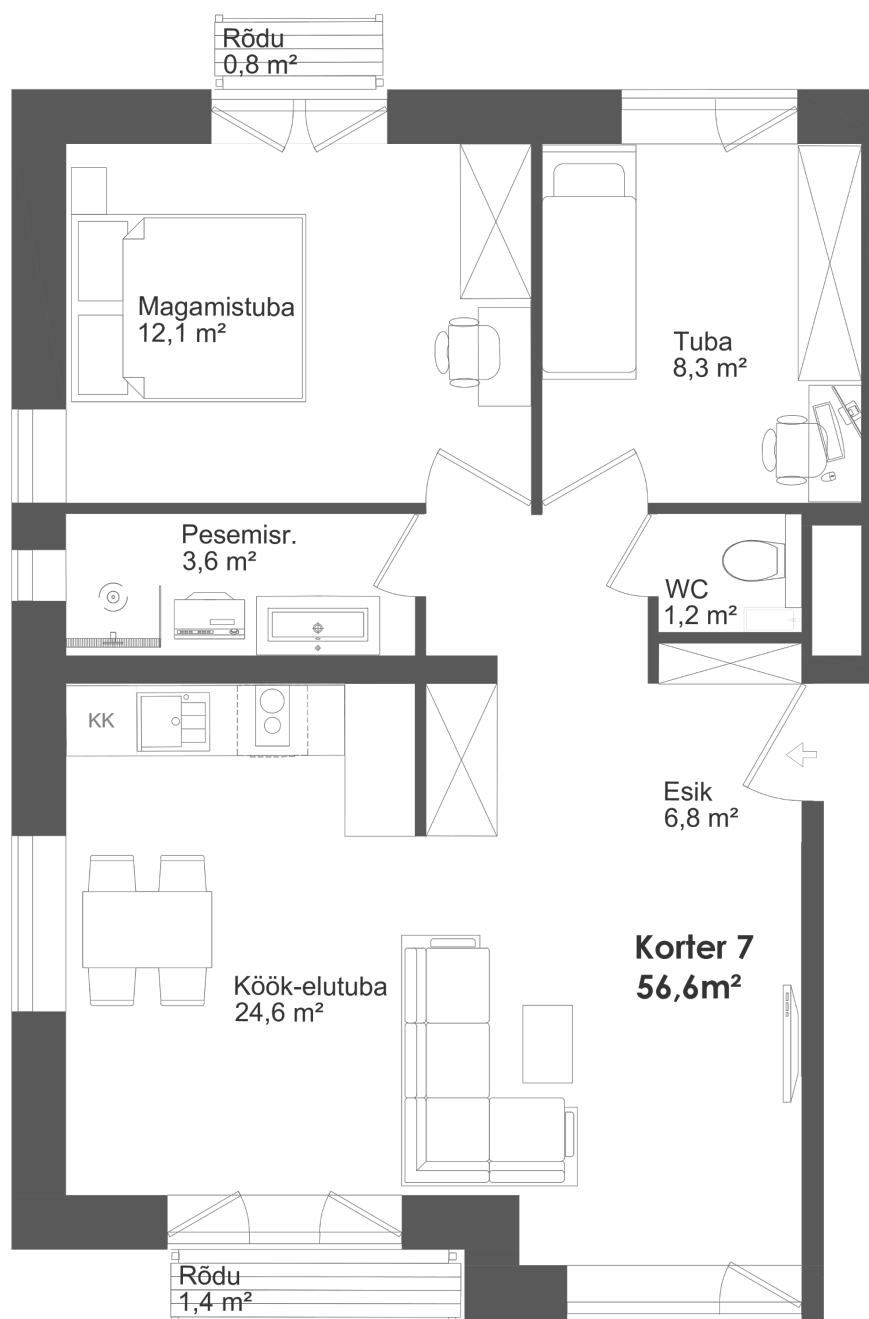 Rõdu
0,8 m²
Magamistuba
12,1 m²
Tuba
8,3 m²
Pesemisr.
3,6 m²
WC
1,2 m²
KK
Esik
6,8 m²
Korter 7
56,6m²
Köök-elutuba
24,6 m²
Rõdu
1,4 m²